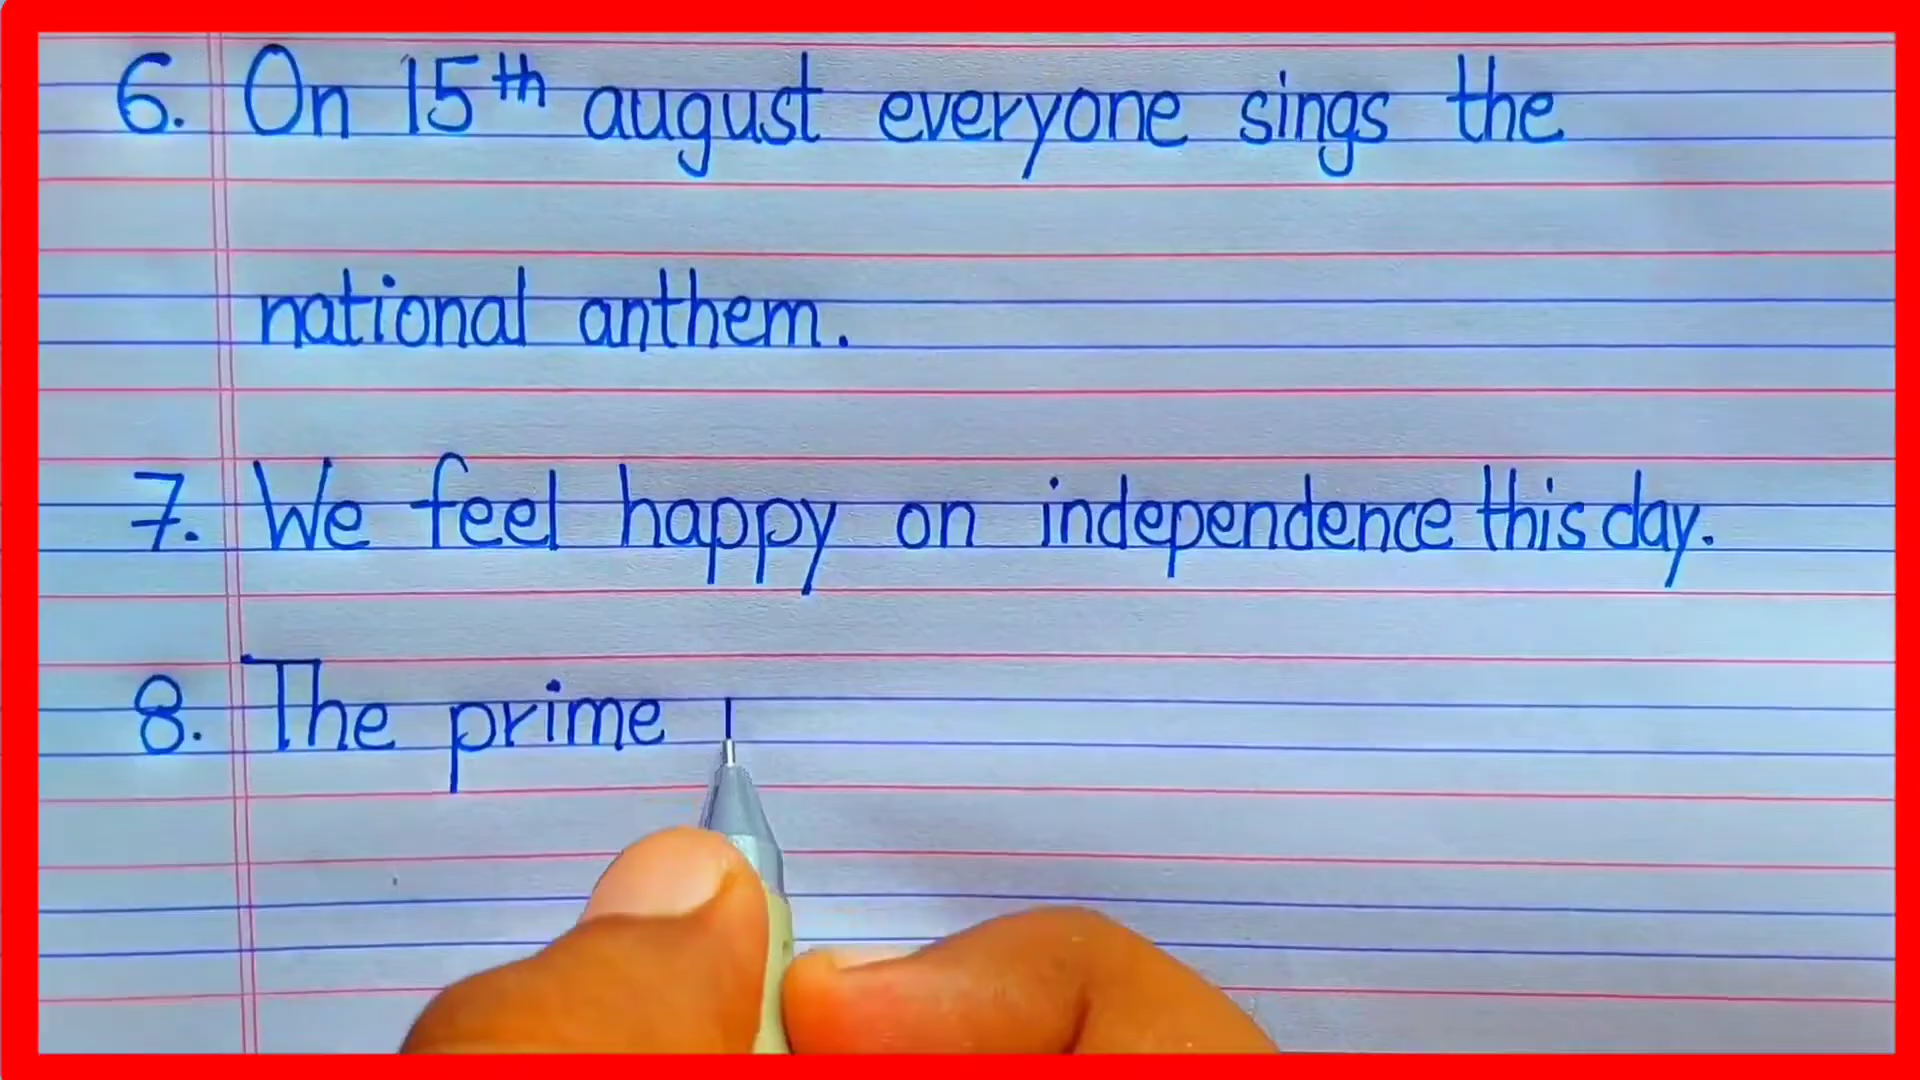 6. On 15th august everyone sings the
national anthem.
7. We feel happy on independence this day.
8. The prime